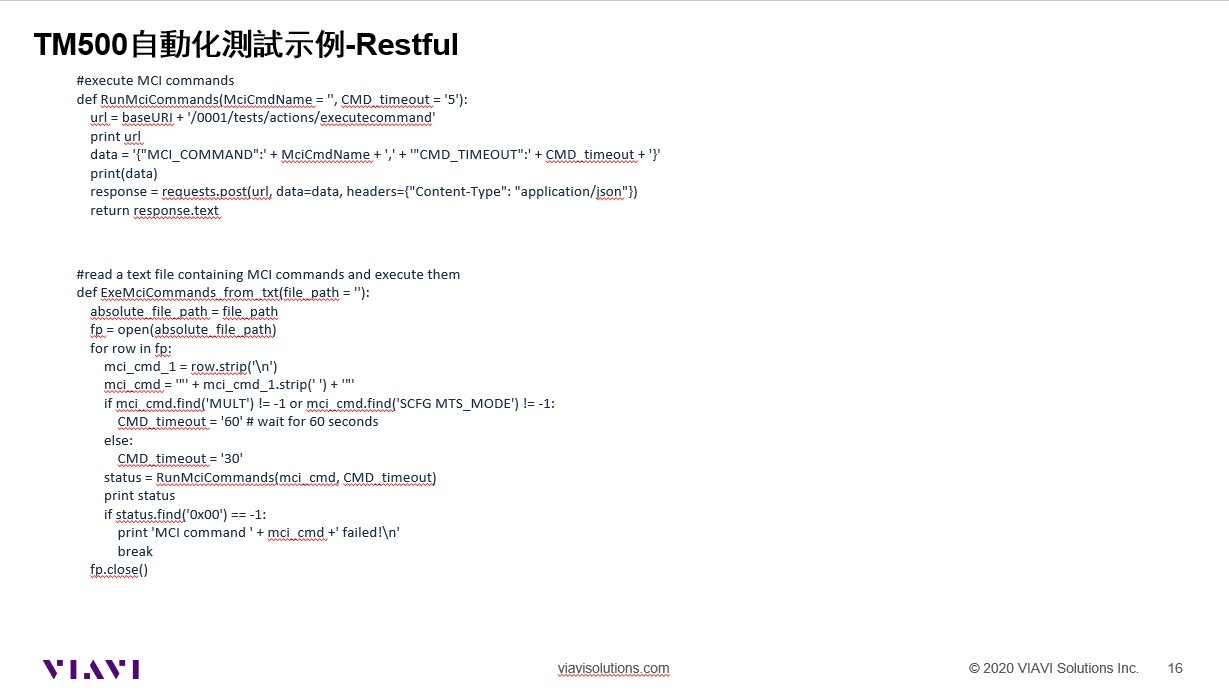 TM500自動化測試示例-Restful
#execute MCI commands
def RunMciCommands(MciCmdName = '', CMD_timeout = '5'):
url = baseURI + '/0001/tests/actions/executecommand'
print url
data = '{"MCI_COMMAND":' + MciCmdName + ',' + '"CMD_TIMEOUT":' + CMD_timeout + '}'
print(data)
response = requests.post(url, data=data, headers={"Content-Type": "application/json"})
return response.text
#read a text file containing MCI commands and execute them
def ExeMciCommands_from_txt(file_path = ''):
absolute_file_path = file_path
fp = open(absolute_file_path)
for row in fp:
mci_cmd_1 = row.strip('\n')
mci_cmd = '"' + mci_cmd_1.strip(' ') + '"'
if mci_cmd.find('MULT') != -1 or mci_cmd.find('SCFG MTS_MODE') != -1:
CMD_timeout = '60' # wait for 60 seconds
else:
CMD_timeout = '30'
status = RunMciCommands(mci_cmd, CMD_timeout)
print status
if status.find('0x00') == -1:
print 'MCI command ' + mci_cmd +' failed!\n'
break
fp.close()
VIAVI
viavisolutions.com
© 2020 VIAVI Solutions Inc.
16